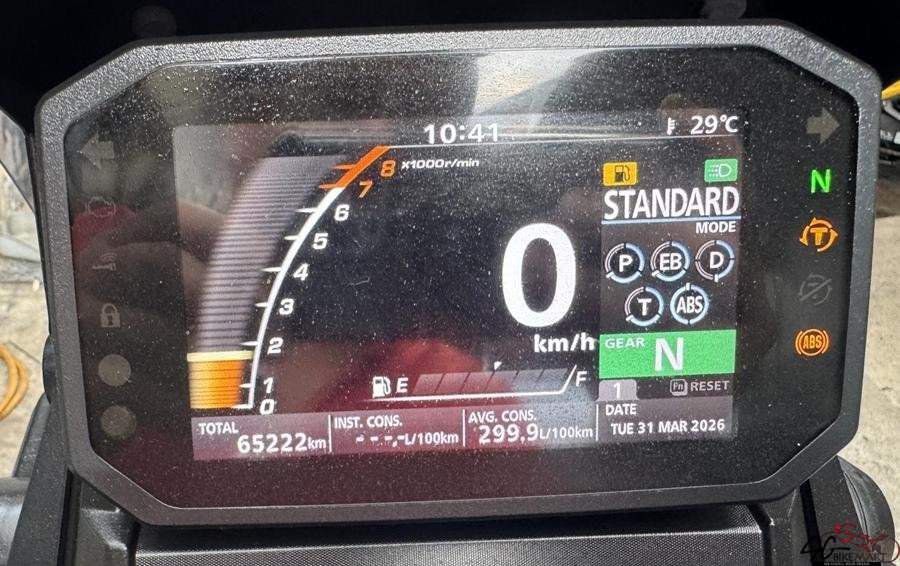 10:41
29°C
8 x1000r/min
7
6
5
4
3
2
1
0
0
km/h
STANDARD
MODE
P EB D
T ABS
GEAR N
E F
1 Fn RESET
N
T
ABS
TOTAL
65222km
INST. CONS.
--.-L/100km
AVG. CONS.
299.9L/100km
DATE
TUE 31 MAR 2026
SG
BIKEMART